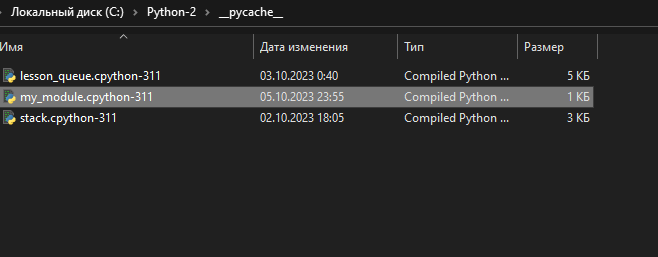 Локальный диск (C:) > Python-2 > __pycache__
Имя Дата изменения Тип Размер
lesson_queue.cpython-311 03.10.2023 0:40 Compiled Python ... 5 КБ
my_module.cpython-311 05.10.2023 23:55 Compiled Python ... 1 КБ
stack.cpython-311 02.10.2023 18:05 Compiled Python ... 3 КБ